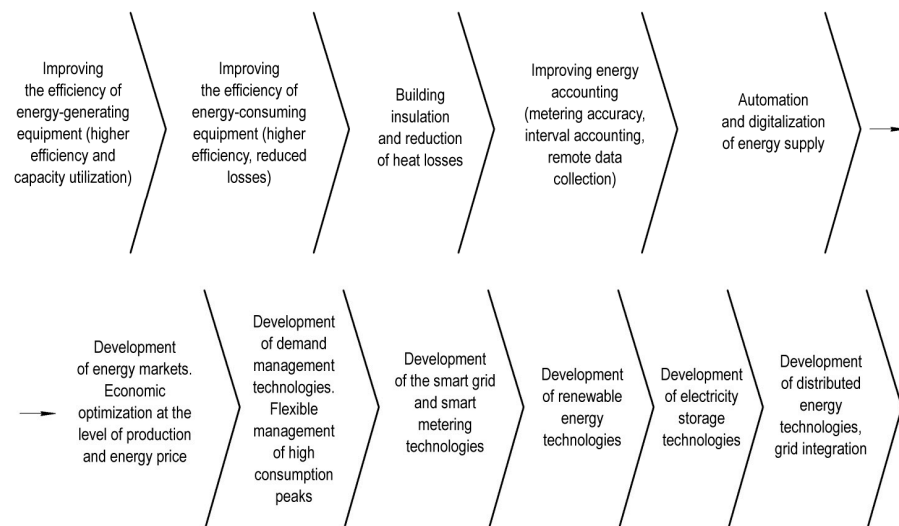 Improving
the efficiency of
energy-generating
equipment (higher
efficiency and
capacity utilization)
Improving
the efficiency of
energy-consuming
equipment (higher
efficiency, reduced
losses)
Building
insulation
and reduction
of heat losses
Improving energy
accounting
(metering accuracy,
interval accounting,
remote data
collection)
Automation
and digitalization
of energy supply
Development
of energy markets.
Economic
optimization at the
level of production
and energy price
Development
of demand
management
technologies.
Flexible
management
of high
consumption
peaks
Development
of the smart grid
and smart
metering
technologies
Development
of renewable
energy
technologies
Development
of electricity
storage
technologies
Development
of distributed
energy
technologies,
grid integration